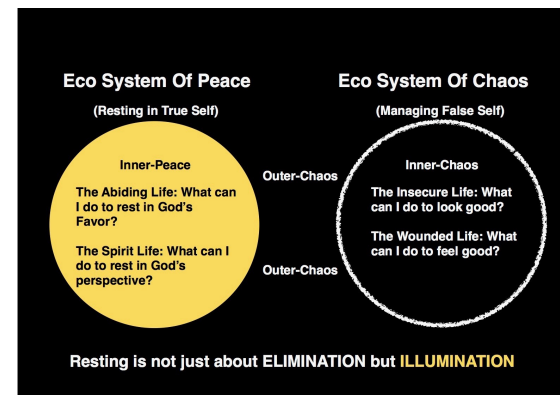 Eco System Of Peace
(Resting in True Self)
Inner-Peace
The Abiding Life: What can
I do to rest in God's
Favor?
The Spirit Life: What can I
do to rest in God's
perspective?
Outer-Chaos
Outer-Chaos
Eco System Of Chaos
(Managing False Self)
Inner-Chaos
The Insecure Life: What
can I do to look good?
The Wounded Life: What
can I do to feel good?
Resting is not just about ELIMINATION but ILLUMINATION